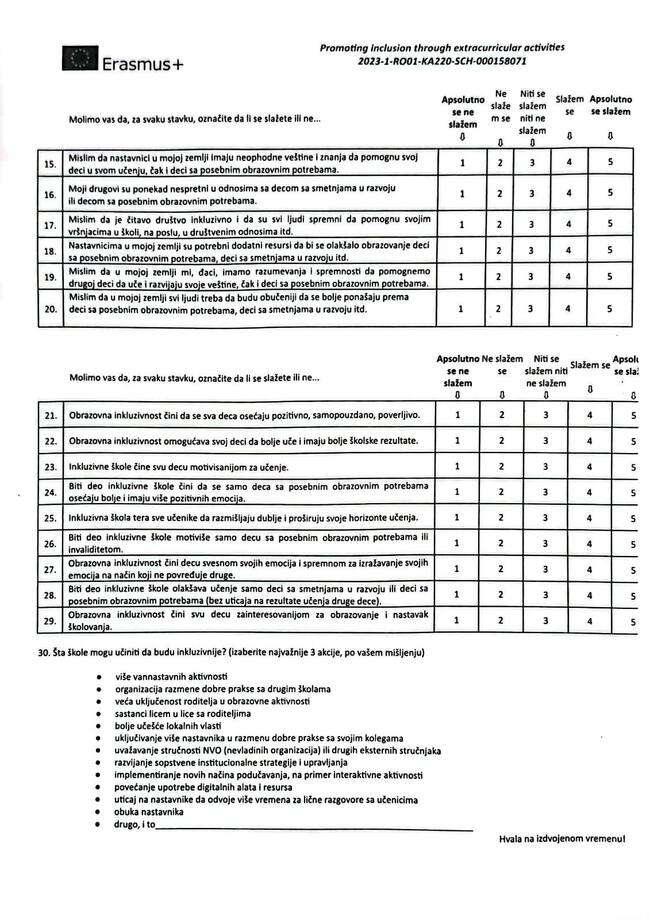 Erasmus+
Promoting inclusion through extracurricular activities
2023-1-RO01-KA220-SCH-000158071
Molimo vas da, za svaku stavku, označite da li se slažete ili ne...
Apsolutno se ne slažem
Ne slaže m se
Niti se slažem niti ne slažem
Slažem se
Apsolutno se slažem
⇩ ⇩ ⇩ ⇩ ⇩
15. Mislim da nastavnici u mojoj zemlji imaju neophodne veštine i znanja da pomognu svoj 1 2 3 4 5
deci u svom učenju, čak i deci sa posebnim obrazovnim potrebama.
16. Moji drugovi su ponekad nespretni u odnosima sa decom sa smetnjama u razvoju 1 2 3 4 5
ili decom sa posebnim obrazovnim potrebama.
17. Mislim da je čitavo društvo inkluzivno i da su svi ljudi spremni da pomognu svojim 1 2 3 4 5
vršnjacima u školi, na poslu, u društvenim odnosima itd.
18. Nastavnicima u mojoj zemlji su potrebni dodatni resursi da bi se olakšalo obrazovanje deci 1 2 3 4 5
sa posebnim obrazovnim potrebama, deci sa smetnjama u razvoju itd.
19. Mislim da u mojoj zemlji mi, đaci, imamo razumevanja i spremnosti da pomognemo 1 2 3 4 5
drugoj deci da uče i razvijaju svoje veštine, čak i deci sa posebnim obrazovnim potrebama.
20. Mislim da u mojoj zemlji svi ljudi treba da budu obučeniji da se bolje ponašaju prema 1 2 3 4 5
deci sa posebnim obrazovnim potrebama, deci sa smetnjama u razvoju itd.
Molimo vas da, za svaku stavku, označite da li se slažete ili ne...
Apsolutno se ne slažem
Ne slažem se
Niti se slažem niti ne slažem
Slažem se
Apsolu se slaž
⇩ ⇩ ⇩ ⇩ ⇩
21. Obrazovna inkluzivnost čini da se sva deca osećaju pozitivno, samopouzdano, poverljivo. 1 2 3 4 5
22. Obrazovna inkluzivnost omogućava svoj deci da bolje uče i imaju bolje školske rezultate. 1 2 3 4 5
23. Inkluzivne škole čine svu decu motivisanijom za učenje. 1 2 3 4 5
24. Biti deo inkluzivne škole čini da se samo deca sa posebnim obrazovnim potrebama 1 2 3 4 5
osećaju bolje i imaju više pozitivnih emocija.
25. Inkluzivna škola tera sve učenike da razmišljaju dublje i proširuju svoje horizonte učenja. 1 2 3 4 5
26. Biti deo inkluzivne škole motiviše samo decu sa posebnim obrazovnim potrebama ili 1 2 3 4 5
invaliditetom.
27. Obrazovna inkluzivnost čini decu svesnom svojih emocija i spremnom za izražavanje svojih 1 2 3 4 5
emocija na način koji ne povređuje druge.
28. Biti deo inkluzivne škole olakšava učenje samo deci sa smetnjama u razvoju ili deci sa 1 2 3 4 5
posebnim obrazovnim potrebama (bez uticaja na rezultate učenja druge dece).
29. Obrazovna inkluzivnost čini svu decu zainteresovanijom za obrazovanje i nastavak 1 2 3 4 5
školovanja.
30. Šta škole mogu učiniti da budu inkluzivnije? (izaberite najvažnije 3 akcije, po vašem mišljenju)
• više vannastavnih aktivnosti
• organizacija razmene dobre prakse sa drugim školama
• veća uključenost roditelja u obrazovne aktivnosti
• sastanci licem u lice sa roditeljima
• bolje učešće lokalnih vlasti
• uključivanje više nastavnika u razmenu dobre prakse sa svojim kolegama
• uvažavanje stručnosti NVO (nevladinih organizacija) ili drugih eksternih stručnjaka
• razvijanje sopstvene institucionalne strategije i upravljanja
• implementiranje novih načina podučavanja, na primer interaktivne aktivnosti
• povećanje upotrebe digitalnih alata i resursa
• uticaj na nastavnike da odvoje više vremena za lične razgovore sa učenicima
• obuka nastavnika
• drugo, i to____________________
Hvala na izdvojenom vremenu!